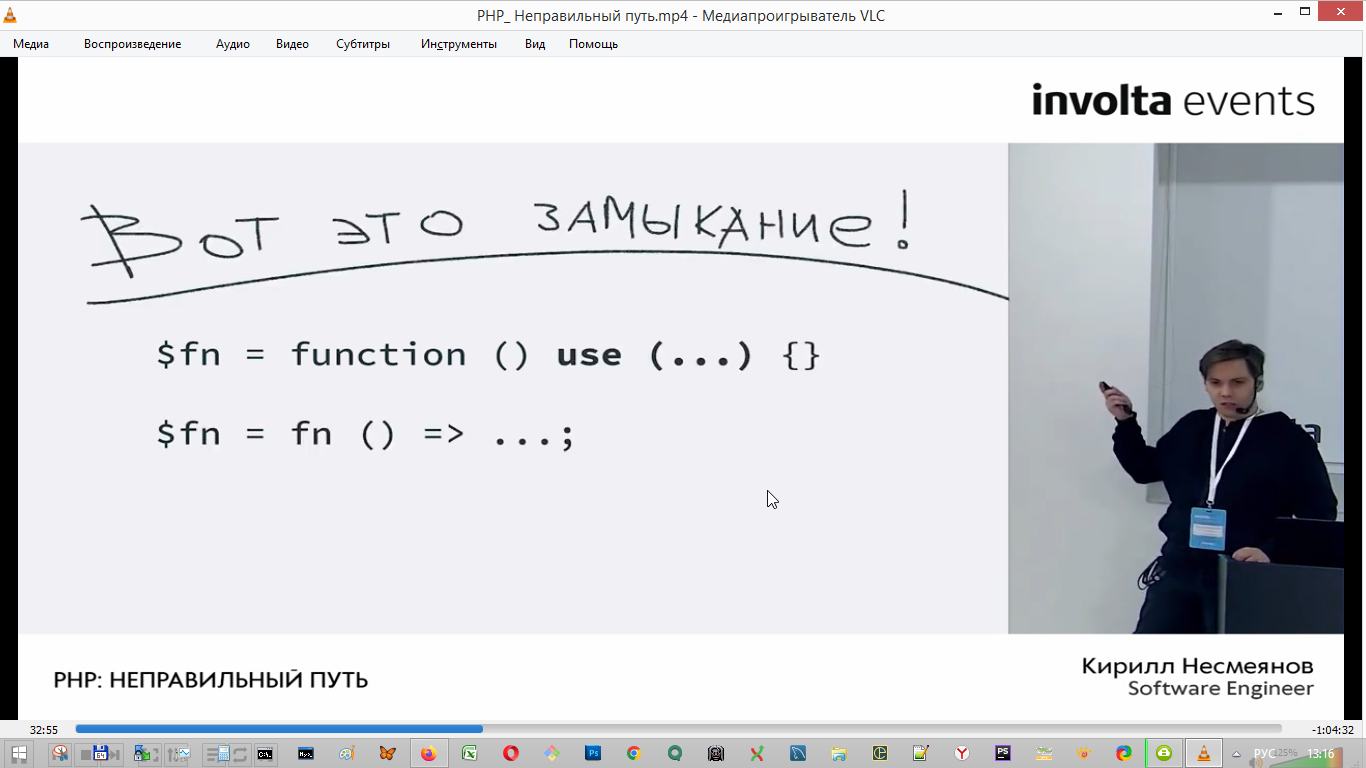 PHP_ Неправильный путь.mp4 - Медиапроигрыватель VLC
Медиа Воспроизведение Аудио Видео Субтитры Инструменты Вид Помощь
involta events
Вот это замыкание!
$fn = function () use (...) {}
$fn = fn () => ...;
PHP: НЕПРАВИЛЬНЫЙ ПУТЬ
Кирилл Несмеянов
Software Engineer
32:55
-1:04:32
РУС 25% 13:16